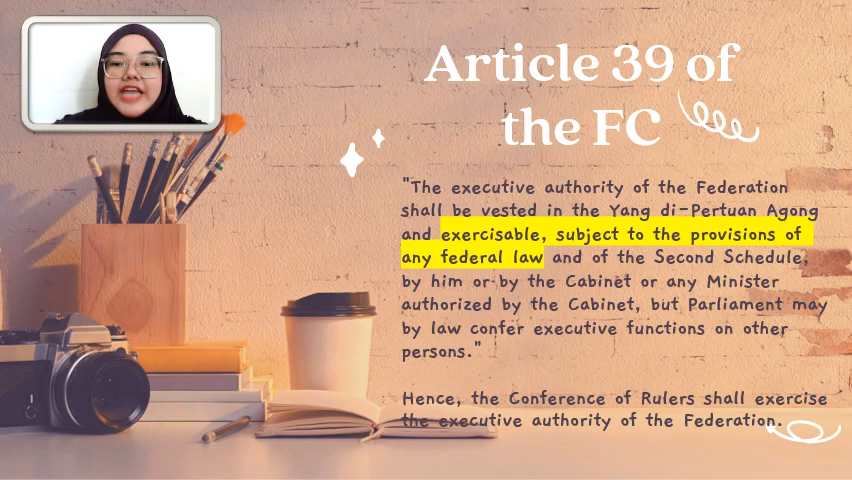 Article 39 of
the FC
"The executive authority of the Federation
shall be vested in the Yang di-Pertuan Agong
and exercisable, subject to the provisions of
any federal law and of the Second Schedule,
by him or by the Cabinet or any Minister
authorized by the Cabinet, but Parliament may
by law confer executive functions on other
persons."
Hence, the Conference of Rulers shall exercise
the executive authority of the Federation.